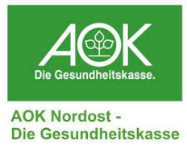 AOK
Die Gesundheitskasse.
AOK Nordost -
Die Gesundheitskasse